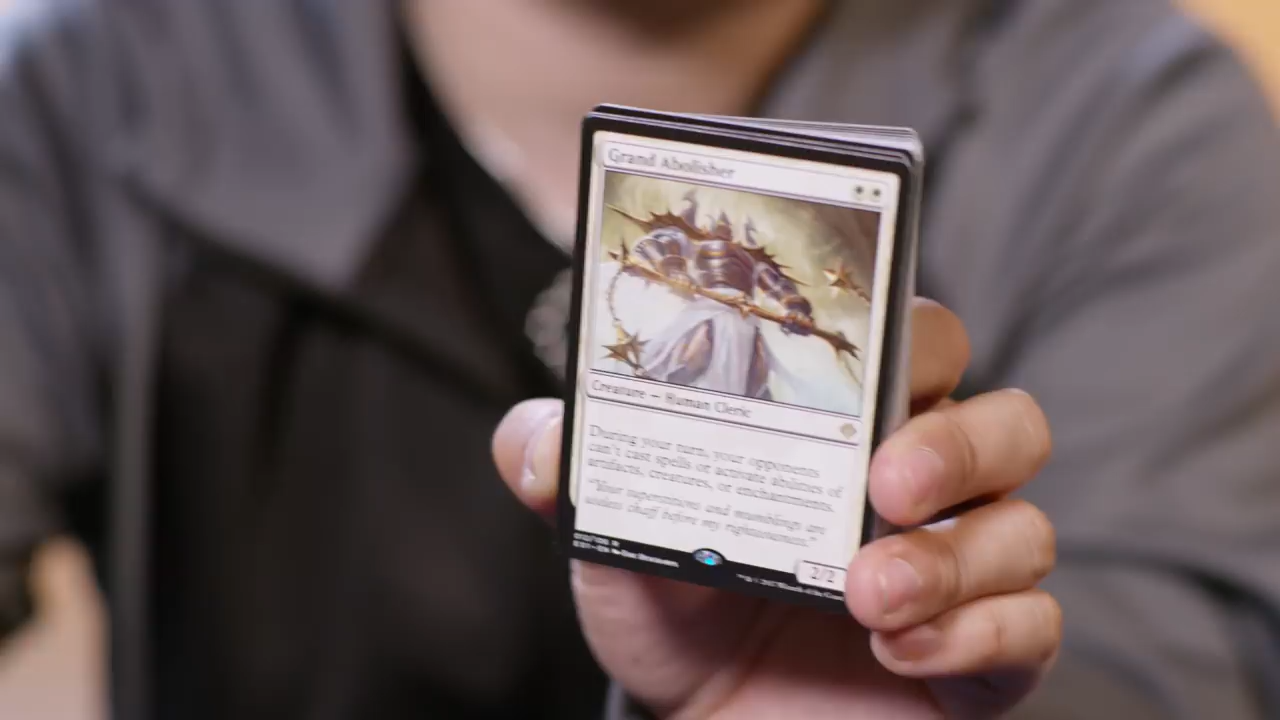 Grand Abolisher
Creature — Human Cleric
During your turn, your opponents
can't cast spells or activate abilities of
artifacts, creatures, or enchantments.
"Your superstitions and mumblings are
useless chaff before my righteousness."
2/2